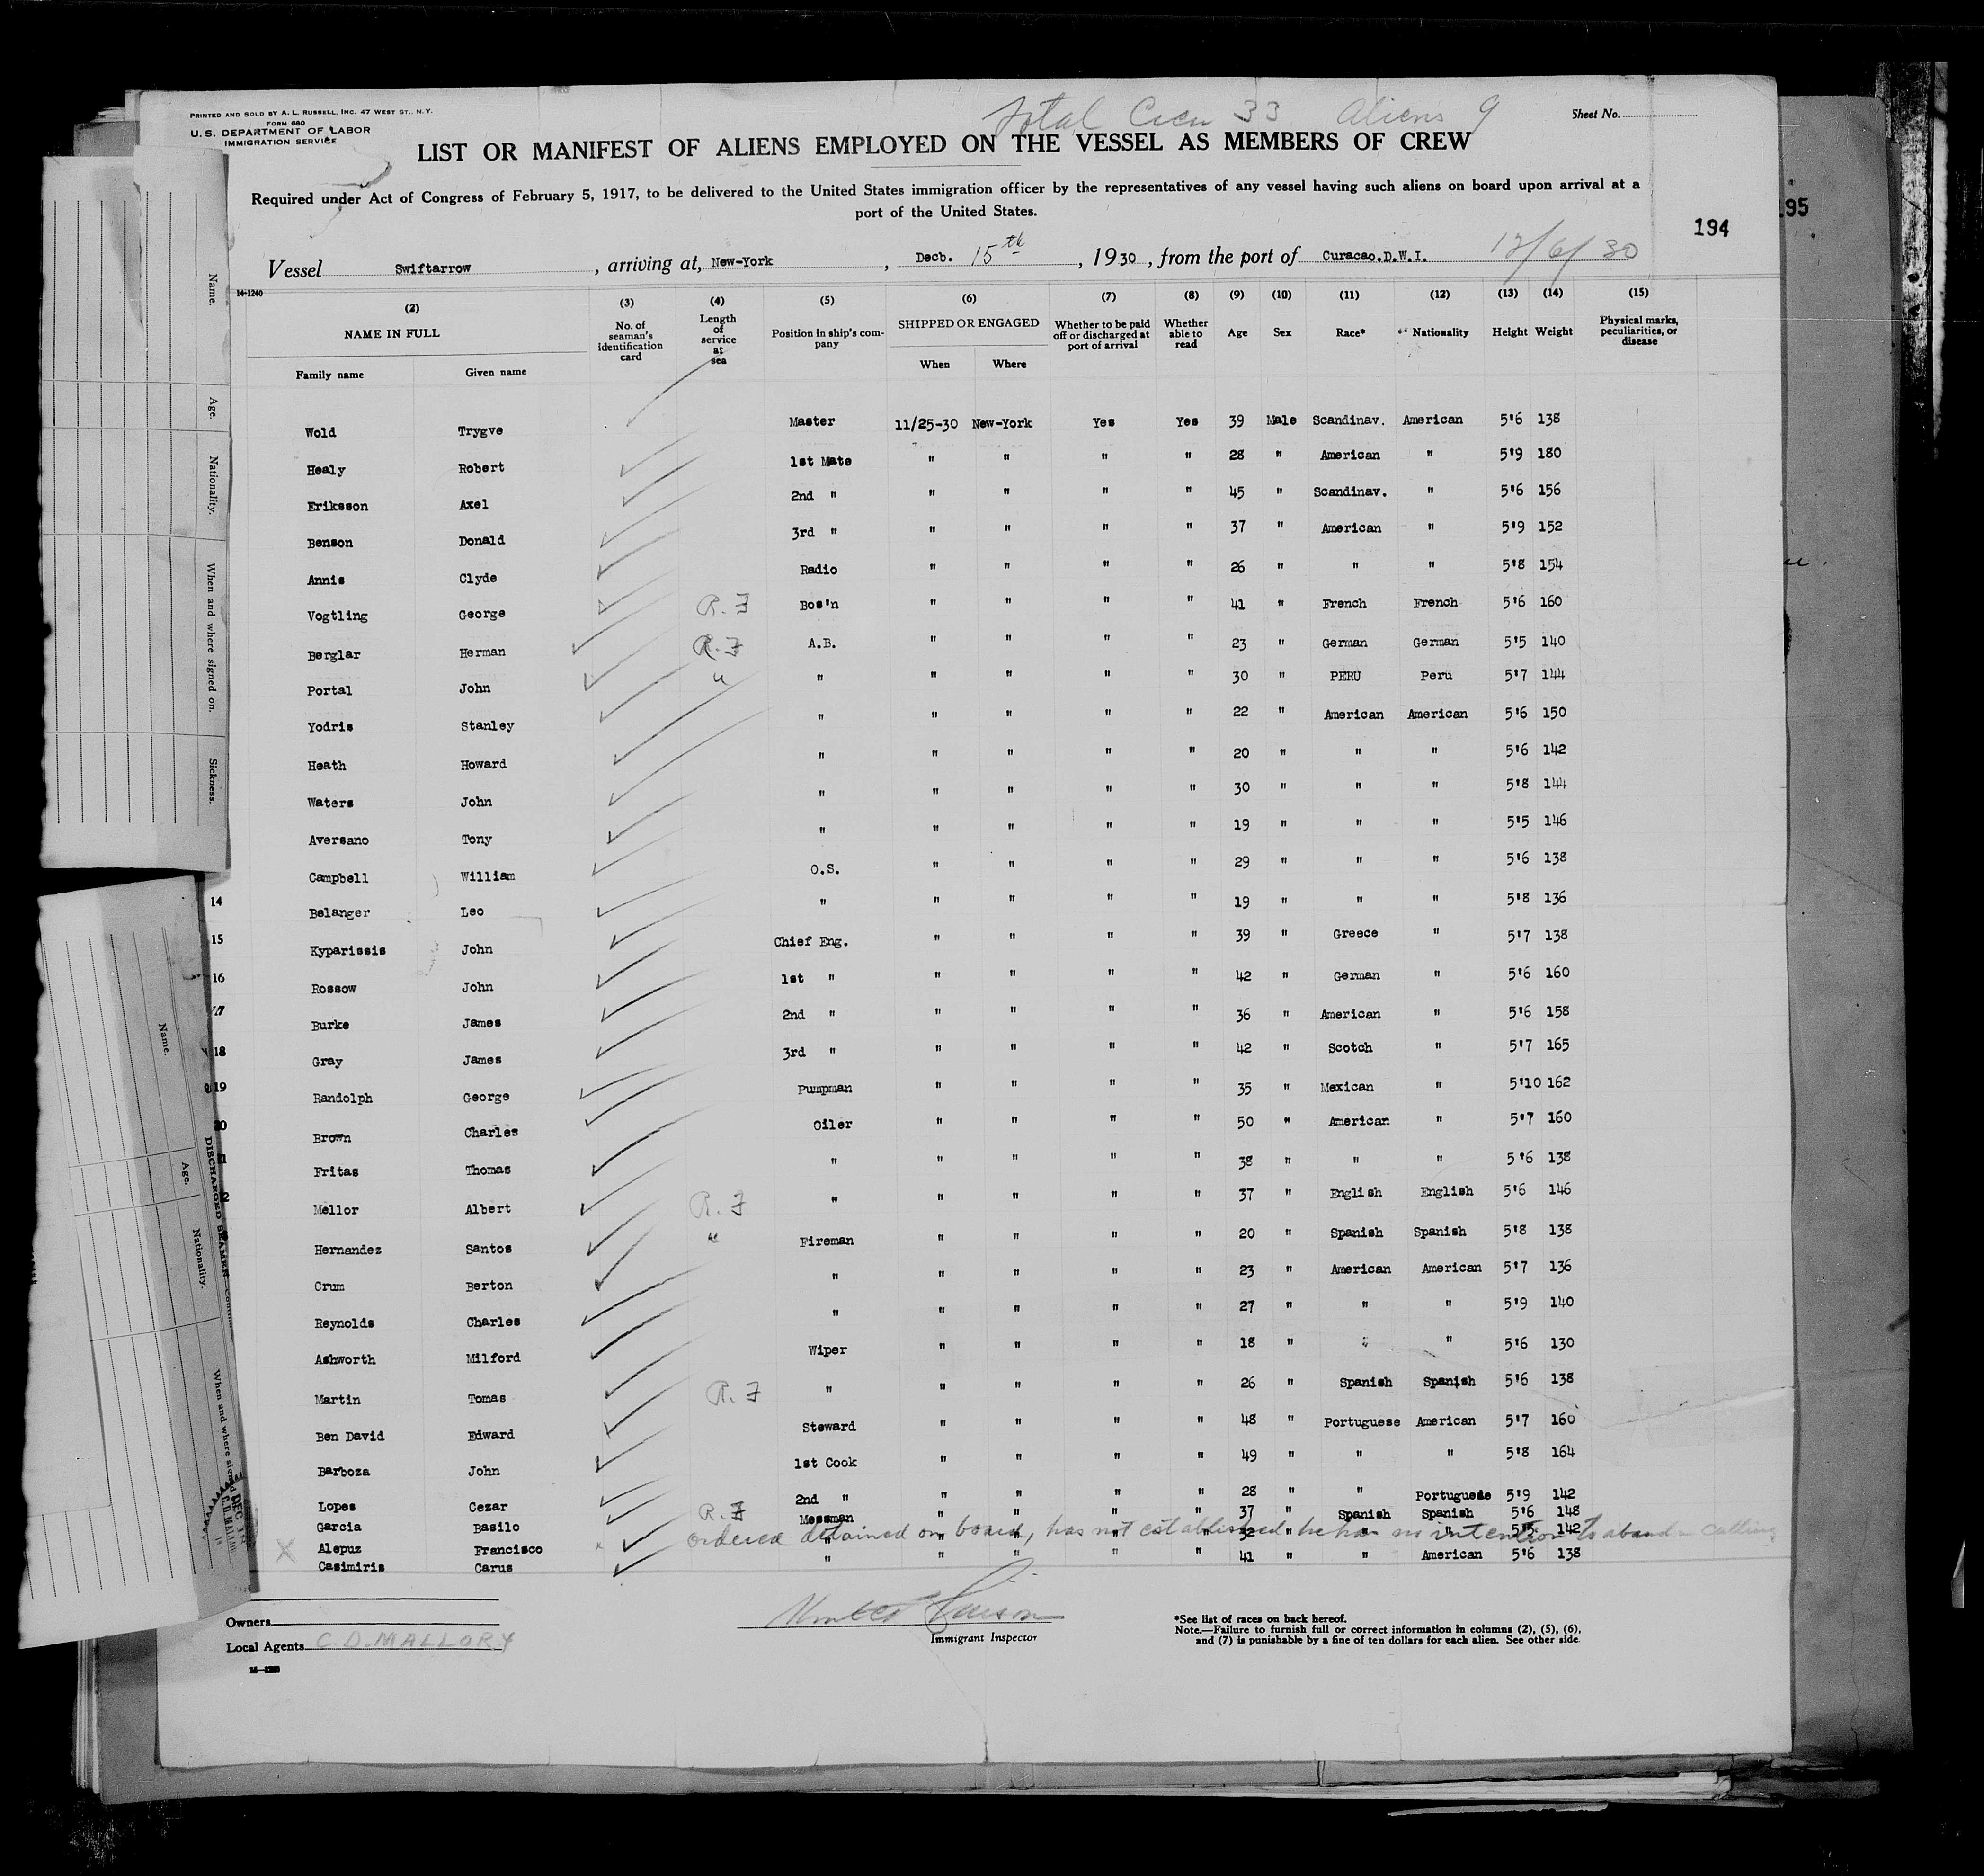 PRINTED AND SOLD BY A. L. RUSSELL, INC. 47 WEST ST., N.Y.
FORM 680
U.S. DEPARTMENT OF LABOR
IMMIGRATION SERVICE
Total Crew 33 Aliens 9
Sheet No.
LIST OR MANIFEST OF ALIENS EMPLOYED ON THE VESSEL AS MEMBERS OF CREW
Required under Act of Congress of February 5, 1917, to be delivered to the United States immigration officer by the representatives of any vessel having such aliens on board upon arrival at a
port of the United States.
194
195
Vessel Swiftarrow, arriving at, New-York, Decb. 15th, 1930, from the port of Curacao.D.W.I. 12/6/30
14-1240
(2) (3) (4) (5) (6) (7) (8) (9) (10) (11) (12) (13) (14) (15)
NAME IN FULL No. of seaman's identification card Length of service at sea Position in ship's company SHIPPED OR ENGAGED Whether to be paid off or discharged at port of arrival Whether able to read Age Sex Race* Nationality Height Weight Physical marks, peculiarities, or disease
Family name Given name When Where
Wold Trygve Master 11/25-30 New-York Yes Yes 39 Male Scandinav. American 5'6 138
Healy Robert 1st Mate " " " " 28 " American " 5'9 180
Eriksson Axel 2nd " " " " " 45 " Scandinav. " 5'6 156
Benson Donald 3rd " " " " " 37 " American " 5'9 152
Annis Clyde Radio " " " " 26 " " " 5'8 154
Vogtling George R.F Bos'n " " " " 41 " French French 5'6 160
Berglar Herman R.F A.B. " " " " 23 " German German 5'5 140
Portal John " " " " " " 30 " PERU Peru 5'7 144
Yodris Stanley " " " " " 22 " American American 5'6 150
Heath Howard " " " " " 20 " " " 5'6 142
Waters John " " " " " 30 " " " 5'8 144
Aversano Tony " " " " " 19 " " " 5'5 146
Campbell William O.S. " " " " 29 " " " 5'6 138
14 Belanger Leo " " " " " 19 " " " 5'8 136
15 Kyparissis John Chief Eng. " " " " 39 " Greece " 5'7 138
16 Rossow John 1st " " " " " 42 " German " 5'6 160
17 Burke James 2nd " " " " " 36 " American " 5'6 158
18 Gray James 3rd " " " " " 42 " Scotch " 5'7 165
19 Randolph George Pumpman " " " " 35 " Mexican " 5'10 162
20 Brown Charles Oiler " " " " 50 " American " 5'7 160
Fritas Thomas " " " " " 38 " " " 5'6 138
Mellor Albert R.F " " " " " 37 " English English 5'6 146
Hernandez Santos " Fireman " " " " 20 " Spanish Spanish 5'8 138
Crum Berton " " " " " 23 " American American 5'7 136
Reynolds Charles " " " " " 27 " " " 5'9 140
Ashworth Milford Wiper " " " " 18 " " " 5'6 130
Martin Tomas R.F " " " " " 26 " Spanish Spanish 5'6 138
Ben David Edward Steward " " " " 48 " Portuguese American 5'7 160
Barboza John 1st Cook " " " " 49 " " " 5'8 164
Lopes Cezar 2nd " " " " " 28 " " Portuguese 5'9 142
Garcia Basilo R.F Messman " " " " 37 " Spanish Spanish 5'6 148
X Alepuz Francisco " " " " " 32 " " " 5'5 142
ordered detained on board, has not established he has no intention to abandon calling
Casimiris Carus " " " " " 41 " " American 5'6 138
Owners
Local Agents C.D.MALLORY
Immigrant Inspector
*See list of races on back hereof.
Note.—Failure to furnish full or correct information in columns (2), (5), (6),
and (7) is punishable by a fine of ten dollars for each alien. See other side.
Name.
Age.
Nationality.
When and where signed on.
Sickness.
Name.
Age.
Nationality.
When and where signed
DISCHARGED SEAMEN
DEC